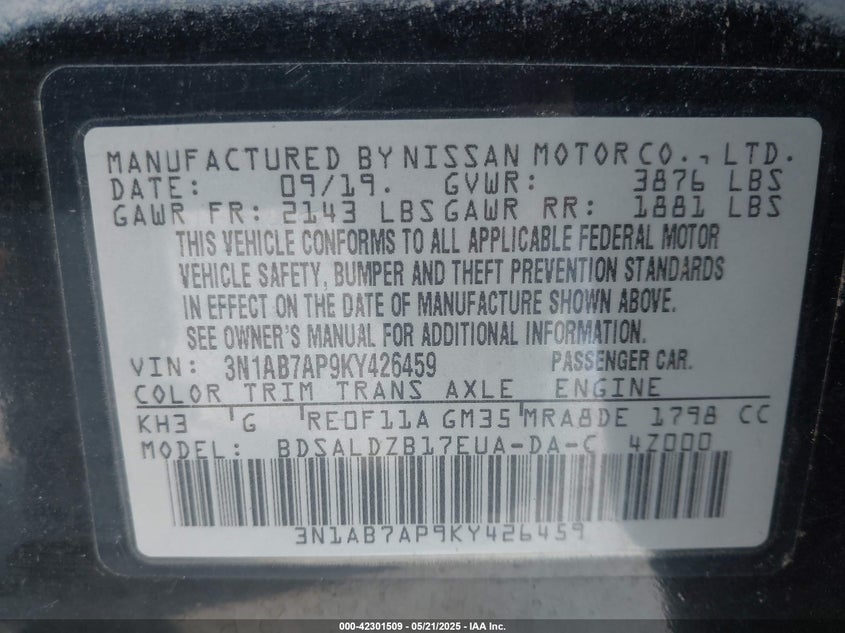 MANUFACTURED BY NISSAN MOTOR CO., LTD.
DATE: 09/19. GVWR: 3876 LBS
GAWR FR: 2143 LBS GAWR RR: 1881 LBS
THIS VEHICLE CONFORMS TO ALL APPLICABLE FEDERAL MOTOR
VEHICLE SAFETY, BUMPER AND THEFT PREVENTION STANDARDS
IN EFFECT ON THE DATE OF MANUFACTURE SHOWN ABOVE.
SEE OWNER'S MANUAL FOR ADDITIONAL INFORMATION.
VIN: 3N1AB7AP9KY426459 PASSENGER CAR.
COLOR TRIM TRANS AXLE ENGINE
KH3 G RE0F11A GM35 MRA8DE 1798 CC
MODEL: BDSALDZB17EUA-DA-C 4Z000
3N1AB7AP9KY426459
000-42301509 - 05/21/2025 - IAA Inc.